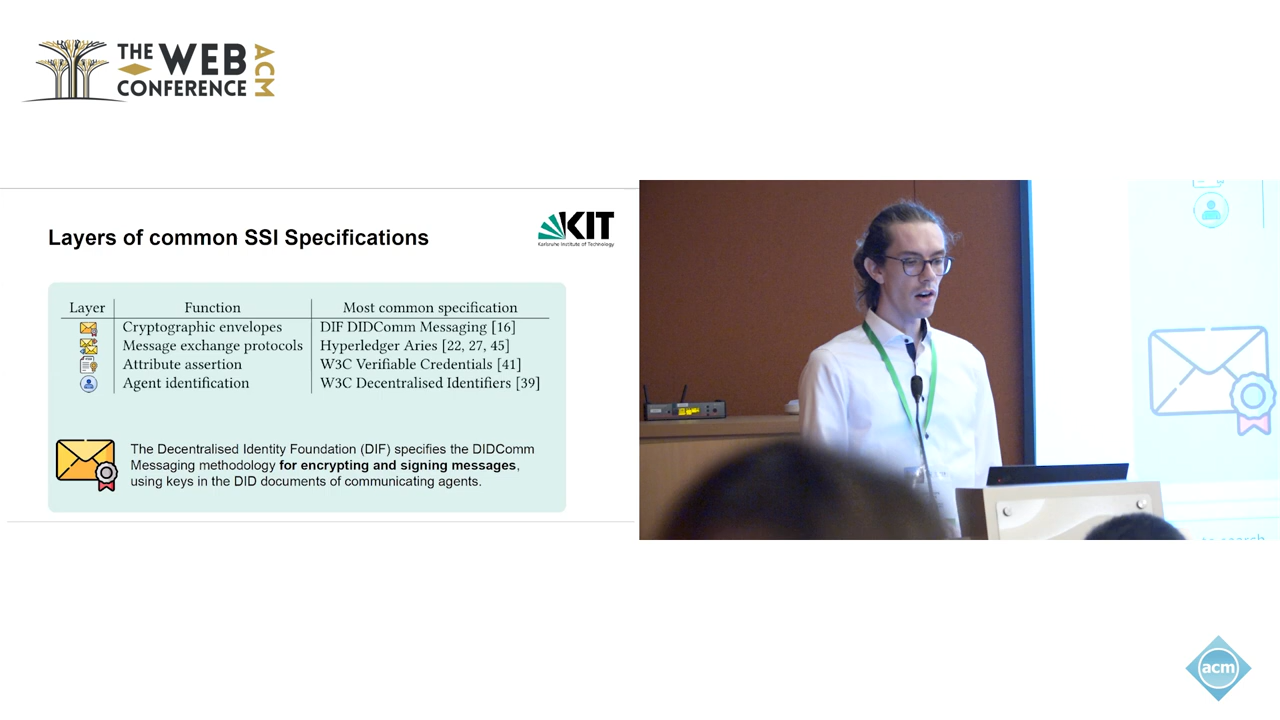 THE WEB
CONFERENCE
ACM
Layers of common SSI Specifications
KIT
Karlsruhe Institute of Technology
Layer Function Most common specification
Cryptographic envelopes DIF DIDComm Messaging [16]
Message exchange protocols Hyperledger Aries [22, 27, 45]
Attribute assertion W3C Verifiable Credentials [41]
Agent identification W3C Decentralised Identifiers [39]
The Decentralised Identity Foundation (DIF) specifies the DIDComm
Messaging methodology for encrypting and signing messages,
using keys in the DID documents of communicating agents.
to search
acm